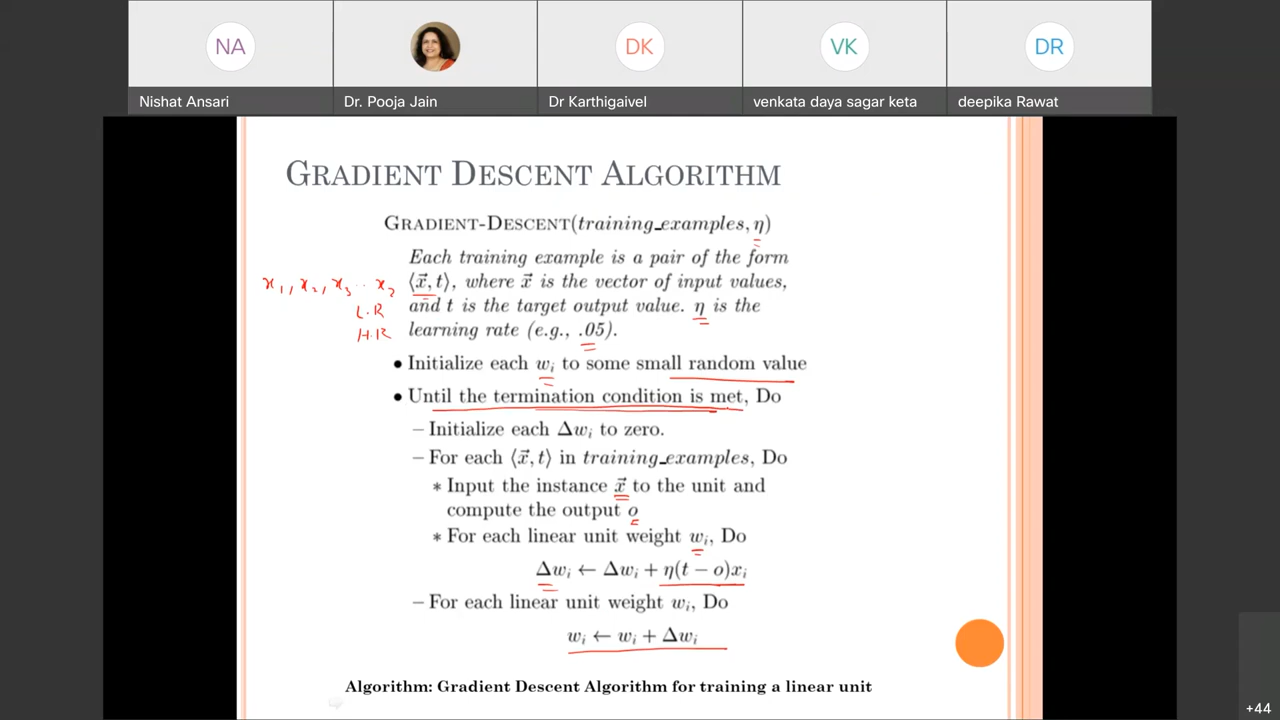 NA
DK
VK
DR
Nishat Ansari
Dr. Pooja Jain
Dr Karthigaivel
venkata daya sagar keta
deepika Rawat
GRADIENT DESCENT ALGORITHM
GRADIENT-DESCENT(training_examples, η)
Each training example is a pair of the form
⟨x⃗, t⟩, where x⃗ is the vector of input values,
and t is the target output value. η is the
learning rate (e.g., .05).
x₁, x₂, x₃ ..
L.R
H.R
• Initialize each wᵢ to some small random value
• Until the termination condition is met, Do
– Initialize each Δwᵢ to zero.
– For each ⟨x⃗, t⟩ in training_examples, Do
* Input the instance x⃗ to the unit and
compute the output o
* For each linear unit weight wᵢ, Do
Δwᵢ ← Δwᵢ + η(t − o)xᵢ
– For each linear unit weight wᵢ, Do
wᵢ ← wᵢ + Δwᵢ
Algorithm: Gradient Descent Algorithm for training a linear unit
+44